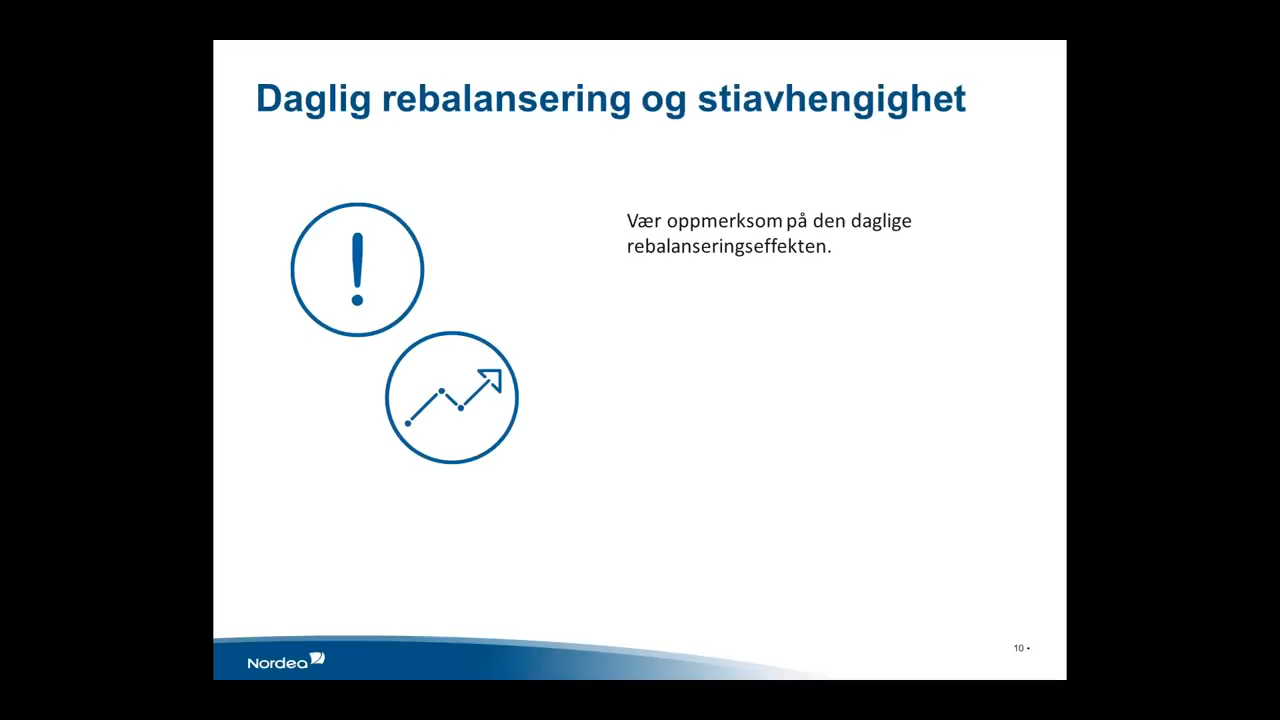 Daglig rebalansering og stiavhengighet
Vær oppmerksom på den daglige
rebalanseringseffekten.
Nordea
10 •